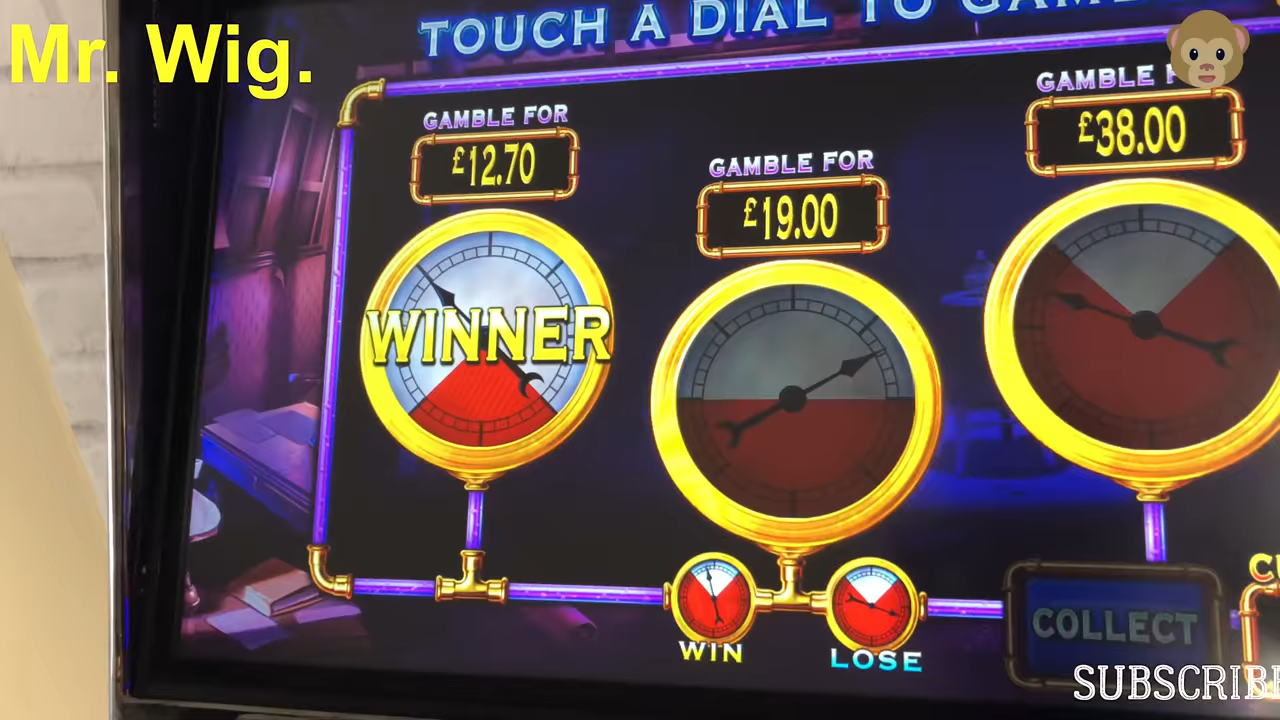 Mr. Wig.
TOUCH A DIAL TO
GAMBLE FOR
£12.70
GAMBLE FOR
£19.00
GAMBLE
£38.00
WINNER
WIN
LOSE
COLLECT
SUBSCRIBE